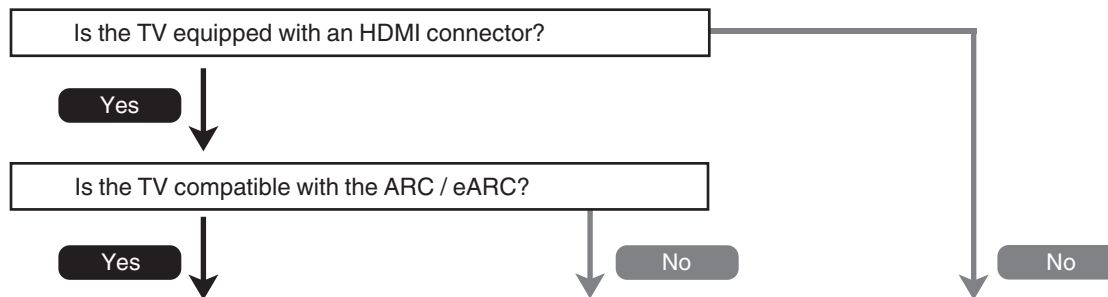 Is the TV equipped with an HDMI connector?
Yes
Is the TV compatible with the ARC / eARC?
Yes
No
No